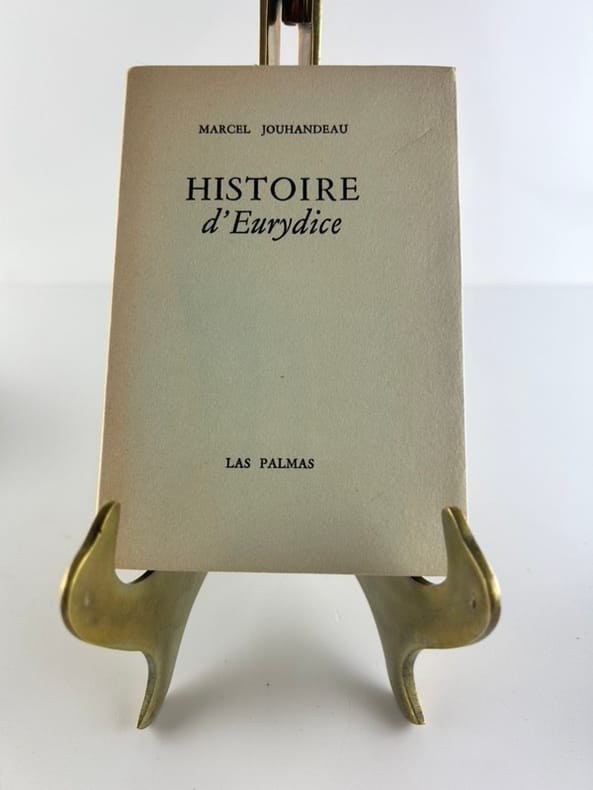 MARCEL JOUHANDEAU
HISTOIRE
d'Eurydice
LAS PALMAS